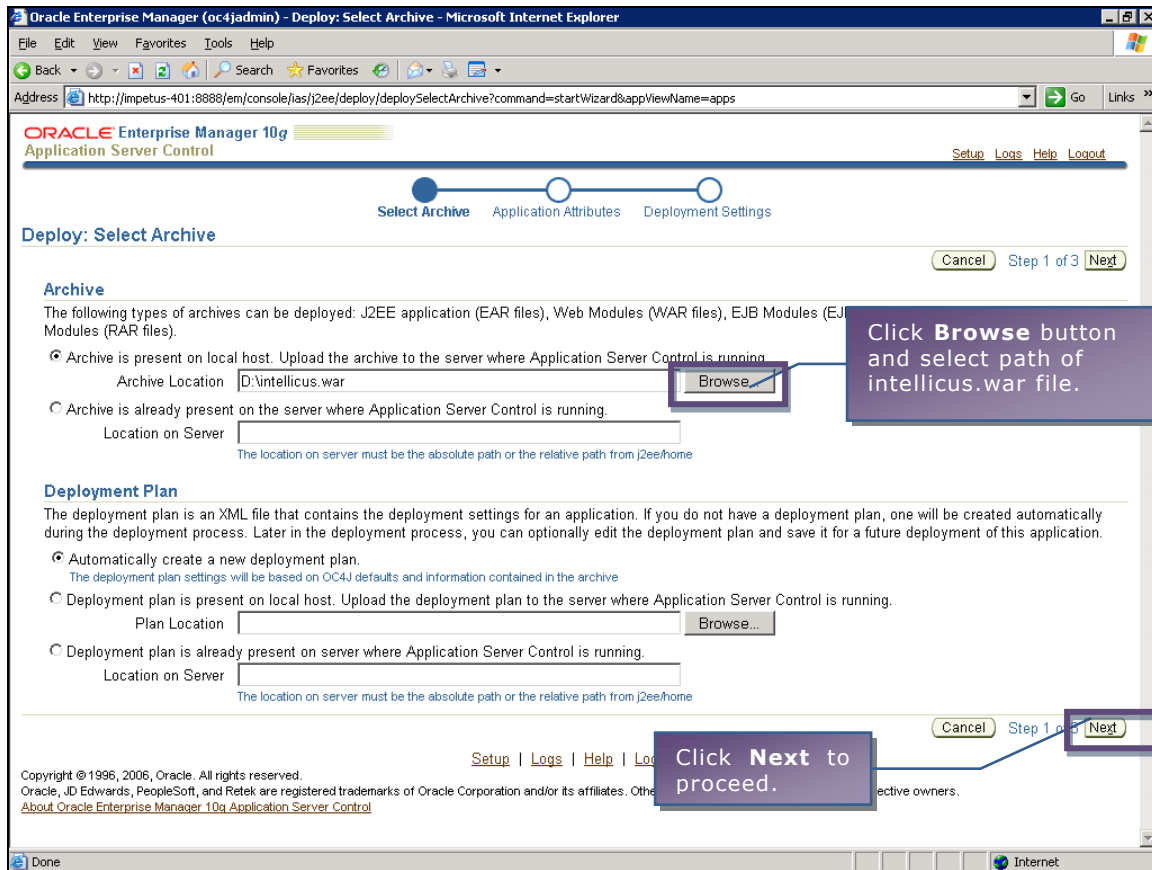 Oracle Enterprise Manager (oc4jadmin) - Deploy: Select Archive - Microsoft Internet Explorer
File Edit View Favorites Tools Help
Back Search Favorites
Address http://impetus-401:8888/em/console/ias/j2ee/deploy/deploySelectArchive?command=startWizard&appViewName=apps Go Links »
ORACLE Enterprise Manager 10g
Application Server Control
Setup Logs Help Logout
Select Archive Application Attributes Deployment Settings
Deploy: Select Archive
Cancel Step 1 of 3 Next
Archive
The following types of archives can be deployed: J2EE application (EAR files), Web Modules (WAR files), EJB Modules (EJ
Modules (RAR files).
Click Browse button
and select path of
intellicus.war file.
Archive is present on local host. Upload the archive to the server where Application Server Control is running.
Archive Location D:\intellicus.war Browse...
Archive is already present on the server where Application Server Control is running.
Location on Server
The location on server must be the absolute path or the relative path from j2ee/home
Deployment Plan
The deployment plan is an XML file that contains the deployment settings for an application. If you do not have a deployment plan, one will be created automatically
during the deployment process. Later in the deployment process, you can optionally edit the deployment plan and save it for a future deployment of this application.
Automatically create a new deployment plan.
The deployment plan settings will be based on OC4J defaults and information contained in the archive
Deployment plan is present on local host. Upload the deployment plan to the server where Application Server Control is running.
Plan Location Browse...
Deployment plan is already present on server where Application Server Control is running.
Location on Server
The location on server must be the absolute path or the relative path from j2ee/home
Cancel Step 1 of 3 Next
Setup | Logs | Help | Lo
Click Next to
proceed.
Copyright © 1996, 2006, Oracle. All rights reserved.
Oracle, JD Edwards, PeopleSoft, and Retek are registered trademarks of Oracle Corporation and/or its affiliates. Othe ective owners.
About Oracle Enterprise Manager 10g Application Server Control
Done Internet